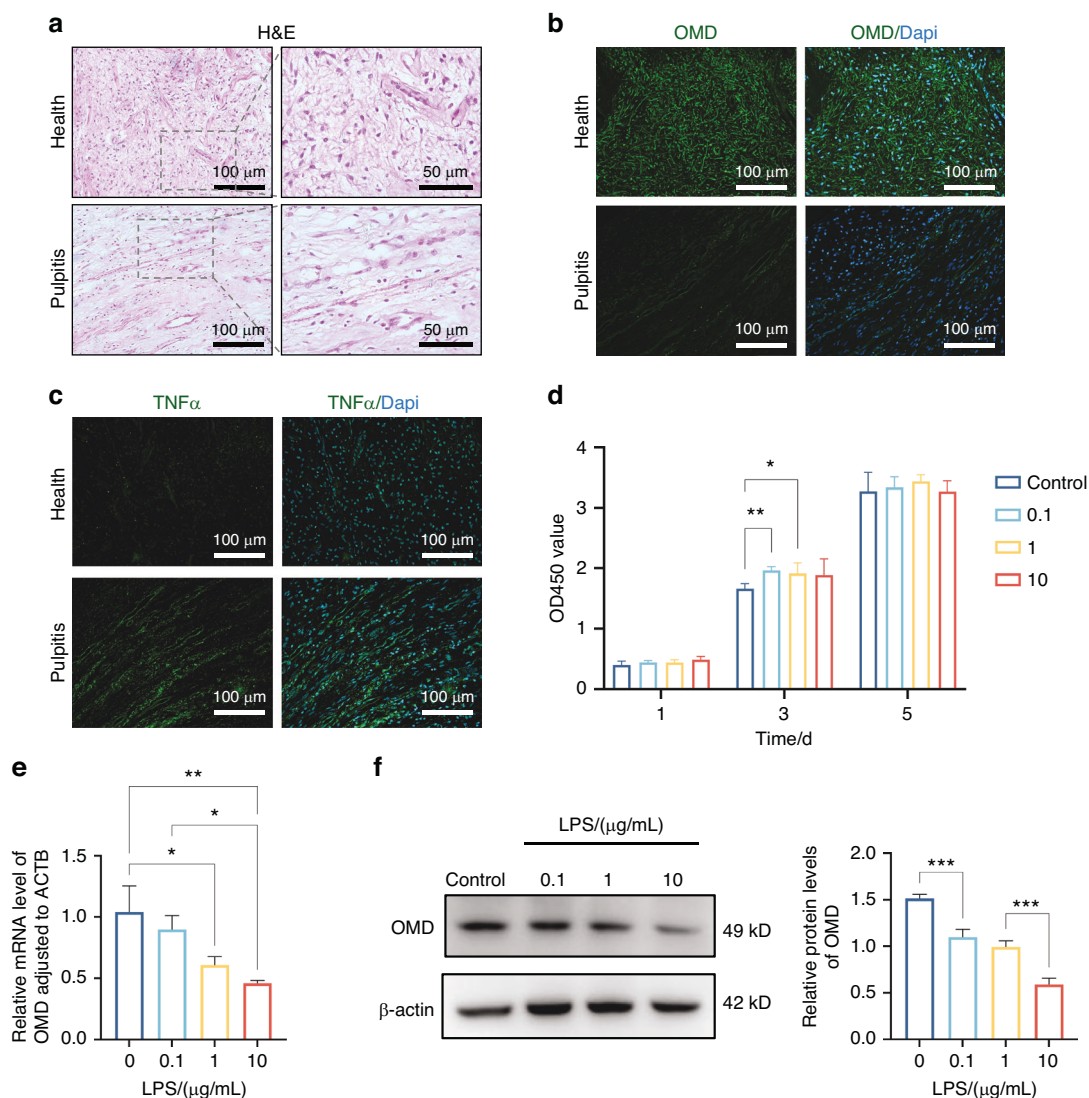 a
H&E
Health
100 μm
50 μm
Pulpitis
100 μm
50 μm
b
OMD
OMD/Dapi
Health
100 μm
100 μm
Pulpitis
100 μm
100 μm
c
TNFα
TNFα/Dapi
Health
100 μm
100 μm
Pulpitis
100 μm
100 μm
d
OD450 value
4
3
2
1
0
*
**
1
3
5
Time/d
Control
0.1
1
10
e
Relative mRNA level of
OMD adjusted to ACTB
1.5
1.0
0.5
0.0
**
*
*
0
0.1
1
10
LPS/(μg/mL)
f
LPS/(μg/mL)
Control
0.1
1
10
OMD
49 kD
β-actin
42 kD
Relative protein levels
of OMD
2.0
1.5
1.0
0.5
0.0
***
***
0
0.1
1
10
LPS/(μg/mL)